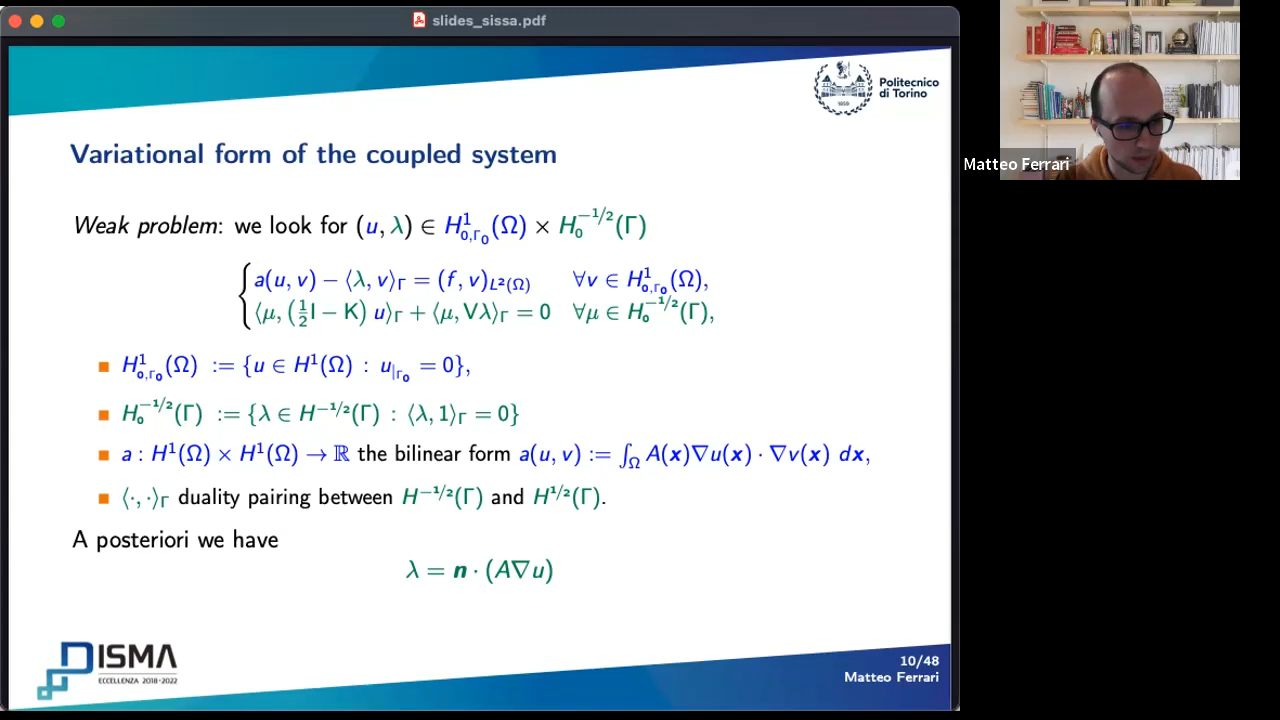 slides_sissa.pdf
Politecnico
di Torino
1859
Variational form of the coupled system
Weak problem: we look for (u, λ) ∈ H¹₀,Γ₀(Ω) × H₀^{−1/2}(Γ)
a(u, v) − ⟨λ, v⟩_Γ = (f, v)_{L²(Ω)} ∀v ∈ H¹₀,Γ₀(Ω),
⟨μ, (½I − K) u⟩_Γ + ⟨μ, Vλ⟩_Γ = 0 ∀μ ∈ H₀^{−1/2}(Γ),
H¹₀,Γ₀(Ω) := {u ∈ H¹(Ω) : u|_Γ₀ = 0},
H₀^{−1/2}(Γ) := {λ ∈ H^{−1/2}(Γ) : ⟨λ, 1⟩_Γ = 0}
a : H¹(Ω) × H¹(Ω) → ℝ the bilinear form a(u, v) := ∫_Ω A(x)∇u(x) · ∇v(x) dx,
⟨·, ·⟩_Γ duality pairing between H^{−1/2}(Γ) and H^{1/2}(Γ).
A posteriori we have
λ = n · (A∇u)
DISMA
ECCELLENZA 2018·2022
10/48
Matteo Ferrari
Matteo Ferrari